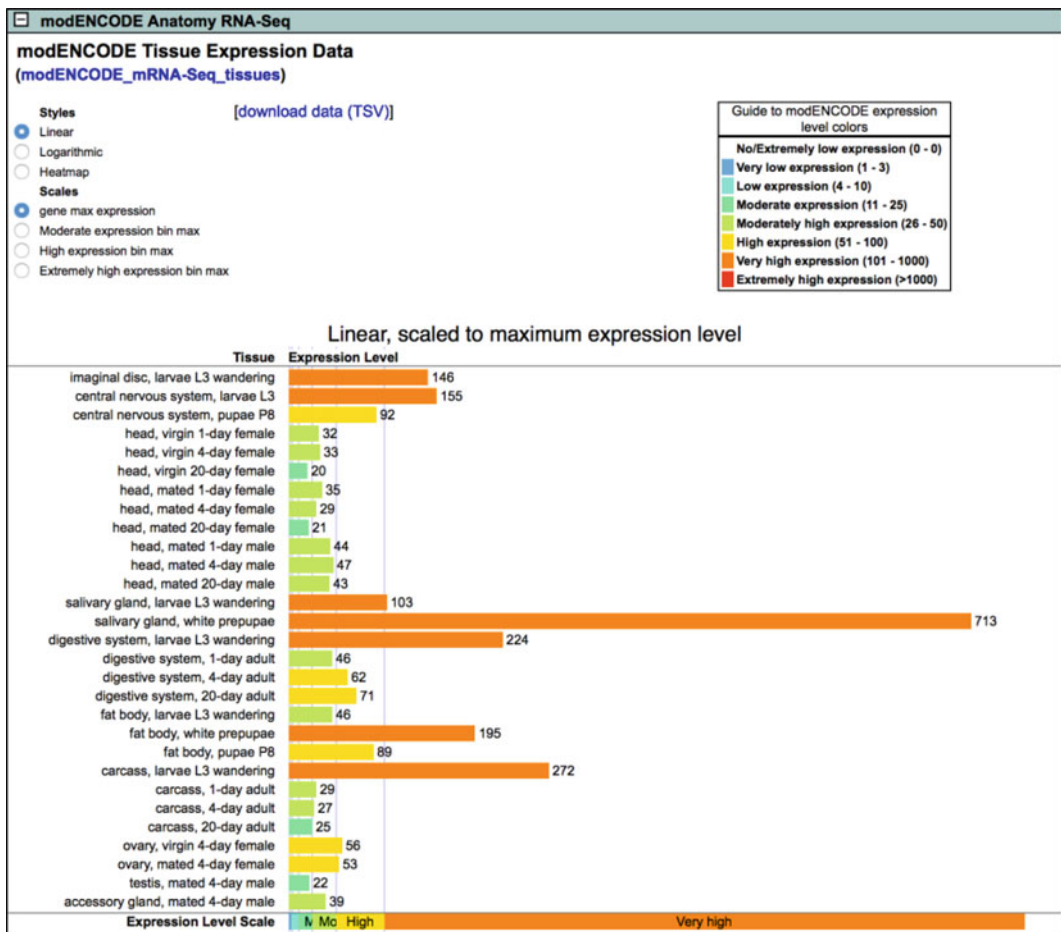 modENCODE Anatomy RNA-Seq
modENCODE Tissue Expression Data
(modENCODE_mRNA-Seq_tissues)
Styles
[download data (TSV)]
Linear
Logarithmic
Heatmap
Scales
gene max expression
Moderate expression bin max
High expression bin max
Extremely high expression bin max
Guide to modENCODE expression
level colors
No/Extremely low expression (0 - 0)
Very low expression (1 - 3)
Low expression (4 - 10)
Moderate expression (11 - 25)
Moderately high expression (26 - 50)
High expression (51 - 100)
Very high expression (101 - 1000)
Extremely high expression (>1000)
Linear, scaled to maximum expression level
Tissue Expression Level
imaginal disc, larvae L3 wandering 146
central nervous system, larvae L3 155
central nervous system, pupae P8 92
head, virgin 1-day female 32
head, virgin 4-day female 33
head, virgin 20-day female 20
head, mated 1-day female 35
head, mated 4-day female 29
head, mated 20-day female 21
head, mated 1-day male 44
head, mated 4-day male 47
head, mated 20-day male 43
salivary gland, larvae L3 wandering 103
salivary gland, white prepupae 713
digestive system, larvae L3 wandering 224
digestive system, 1-day adult 46
digestive system, 4-day adult 62
digestive system, 20-day adult 71
fat body, larvae L3 wandering 46
fat body, white prepupae 195
fat body, pupae P8 89
carcass, larvae L3 wandering 272
carcass, 1-day adult 29
carcass, 4-day adult 27
carcass, 20-day adult 25
ovary, virgin 4-day female 56
ovary, mated 4-day female 53
testis, mated 4-day male 22
accessory gland, mated 4-day male 39
Expression Level Scale M Mo High Very high